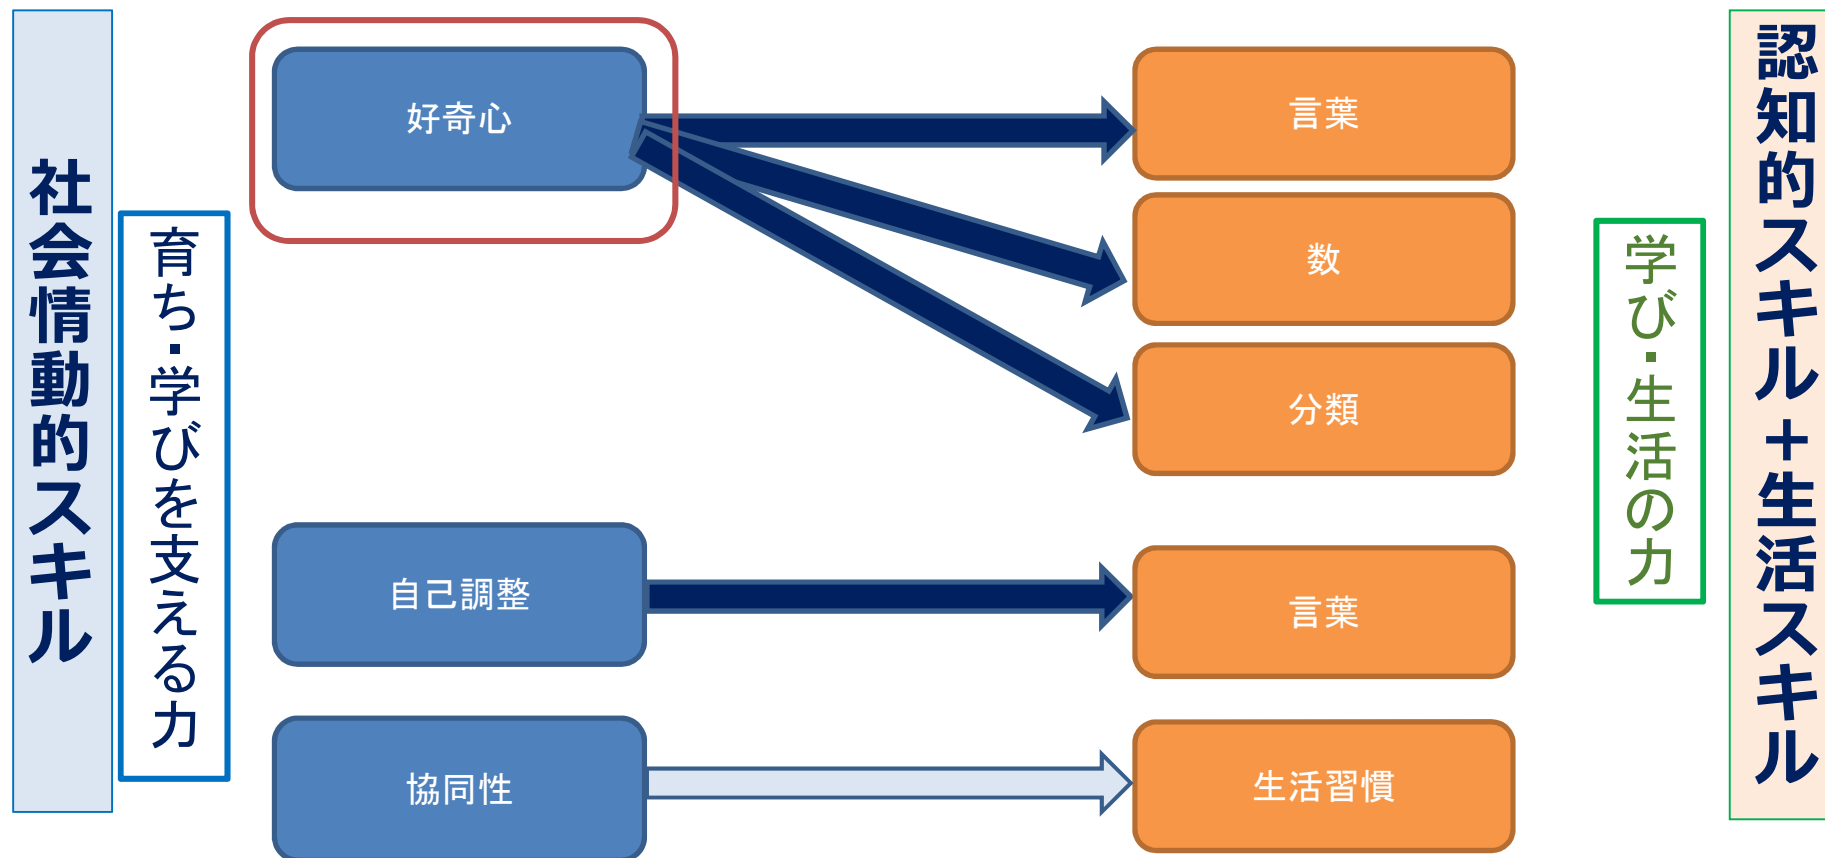 社会情動的スキル
育ち・学びを支える力
好奇心
自己調整
協同性
言葉
数
分類
言葉
生活習慣
学び・生活の力
認知的スキル+生活スキル